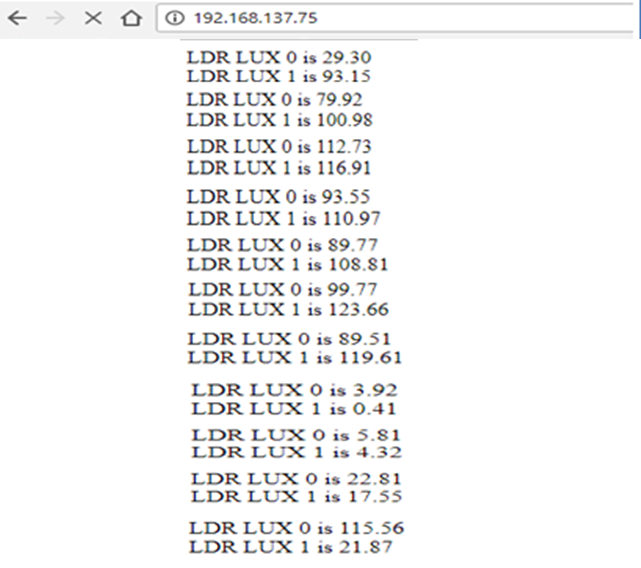 192.168.137.75
LDR LUX 0 is 29.30
LDR LUX 1 is 93.15
LDR LUX 0 is 79.92
LDR LUX 1 is 100.98
LDR LUX 0 is 112.73
LDR LUX 1 is 116.91
LDR LUX 0 is 93.55
LDR LUX 1 is 110.97
LDR LUX 0 is 89.77
LDR LUX 1 is 108.81
LDR LUX 0 is 99.77
LDR LUX 1 is 123.66
LDR LUX 0 is 89.51
LDR LUX 1 is 119.61
LDR LUX 0 is 3.92
LDR LUX 1 is 0.41
LDR LUX 0 is 5.81
LDR LUX 1 is 4.32
LDR LUX 0 is 22.81
LDR LUX 1 is 17.55
LDR LUX 0 is 115.56
LDR LUX 1 is 21.87